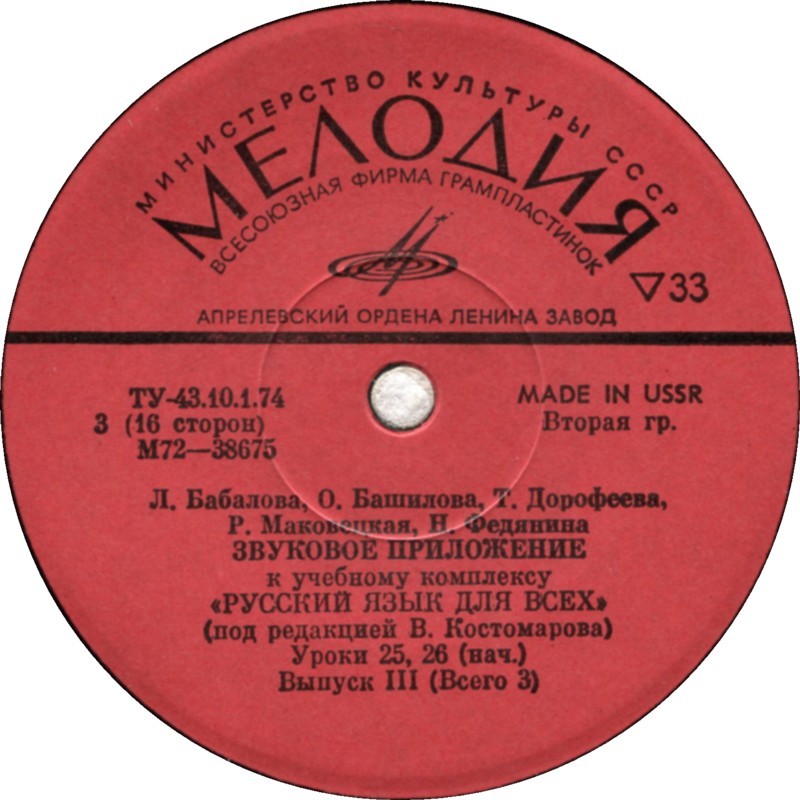 МИНИСТЕРСТВО КУЛЬТУРЫ СССР
МЕЛОДИЯ
ВСЕСОЮЗНАЯ ФИРМА ГРАМПЛАСТИНОК
▽33
АПРЕЛЕВСКИЙ ОРДЕНА ЛЕНИНА ЗАВОД
ТУ-43.10.1.74
MADE IN USSR
3 (16 сторон)
Вторая гр.
М72—38675
Л. Бабалова, О. Башилова, Т. Дорофеева,
Р. Маковецкая, Н. Федянина
ЗВУКОВОЕ ПРИЛОЖЕНИЕ
к учебному комплексу
«РУССКИЙ ЯЗЫК ДЛЯ ВСЕХ»
(под редакцией В. Костомарова)
Уроки 25, 26 (нач.)
Выпуск III (Всего 3)